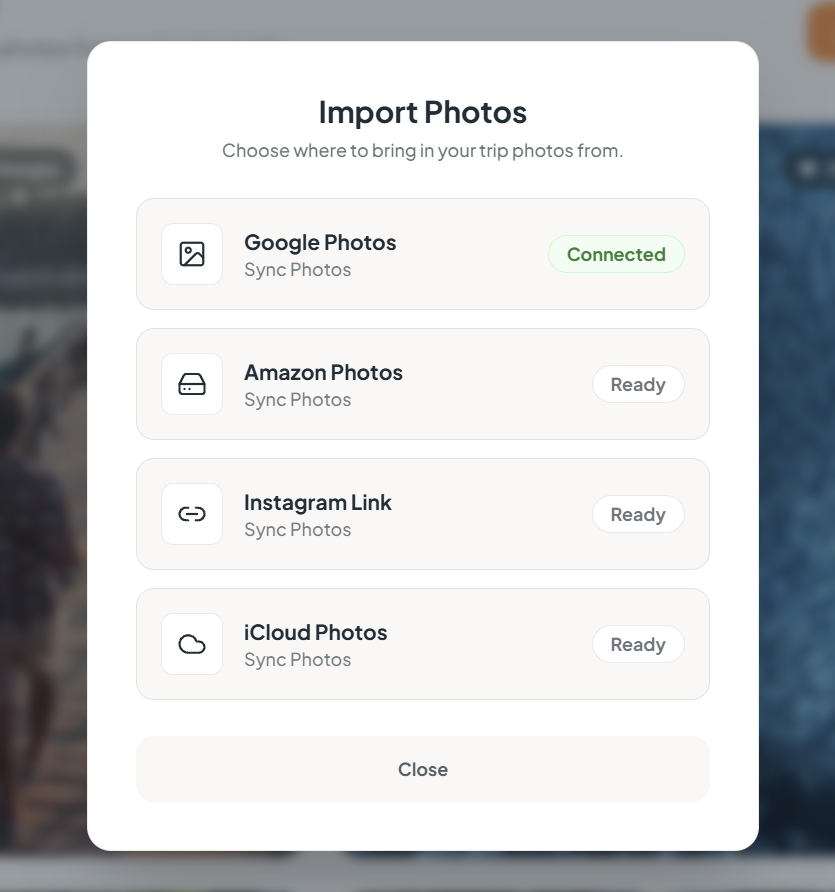 Import Photos
Choose where to bring in your trip photos from.
Google Photos
Sync Photos
Connected
Amazon Photos
Sync Photos
Ready
Instagram Link
Sync Photos
Ready
iCloud Photos
Sync Photos
Ready
Close